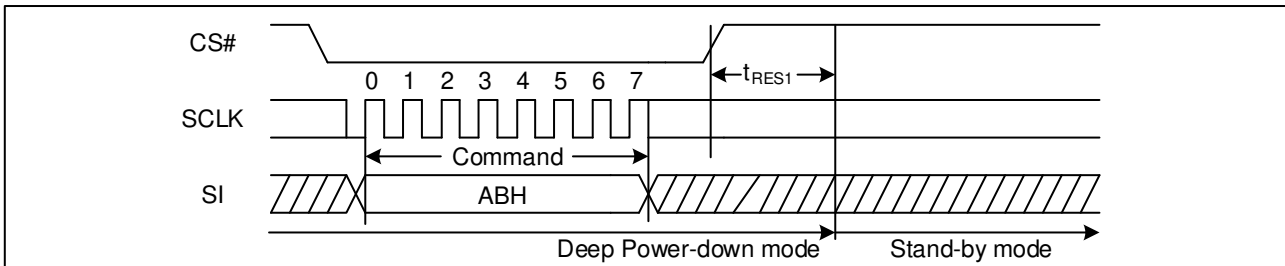 CS#
tRES1
0 1 2 3 4 5 6 7
SCLK
Command
SI
ABH
Deep Power-down mode Stand-by mode